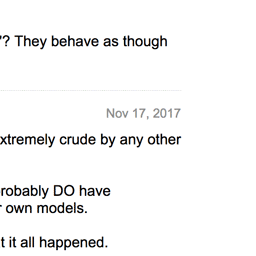 '? They behave as though
Nov 17, 2017
xtremely crude by any other
robably DO have
r own models.
t it all happened.